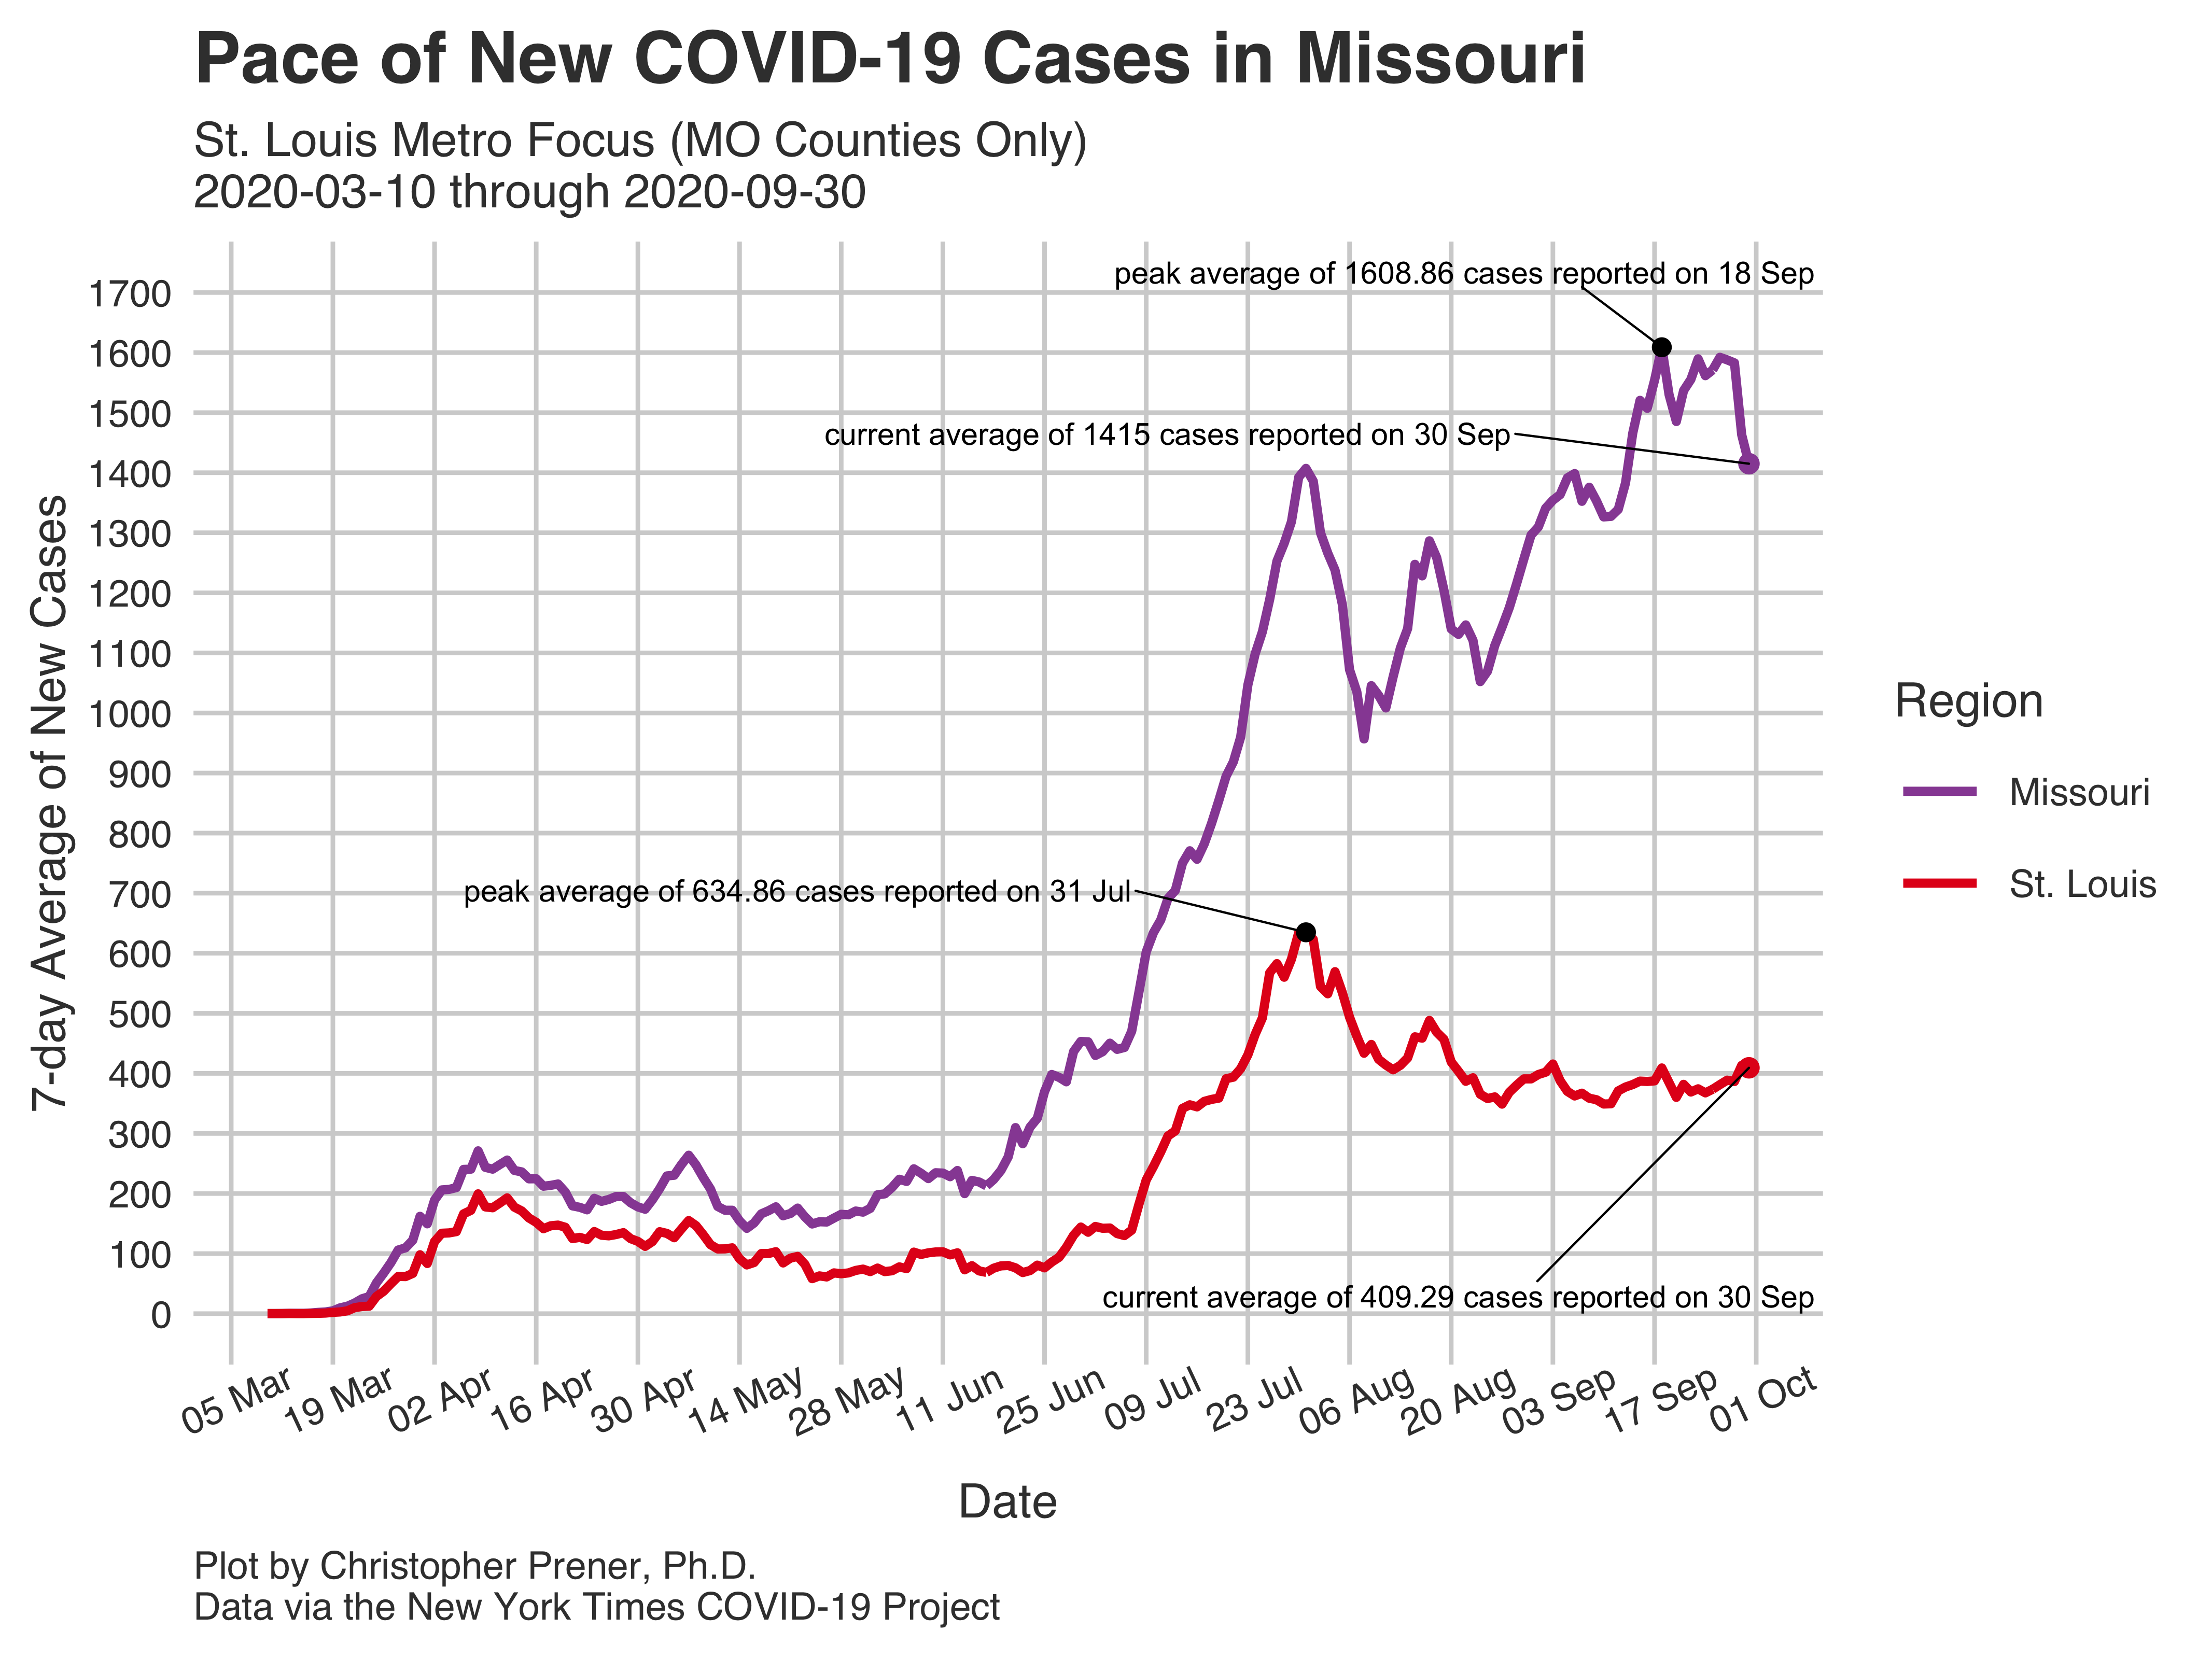 Pace of New COVID-19 Cases in Missouri
St. Louis Metro Focus (MO Counties Only)
2020-03-10 through 2020-09-30
peak average of 1608.86 cases reported on 18 Sep
current average of 1415 cases reported on 30 Sep
peak average of 634.86 cases reported on 31 Jul
current average of 409.29 cases reported on 30 Sep
7-day Average of New Cases
1700
1600
1500
1400
1300
1200
1100
1000
900
800
700
600
500
400
300
200
100
0
05 Mar
19 Mar
02 Apr
16 Apr
30 Apr
14 May
28 May
11 Jun
25 Jun
09 Jul
23 Jul
06 Aug
20 Aug
03 Sep
17 Sep
01 Oct
Date
Region
Missouri
St. Louis
Plot by Christopher Prener, Ph.D.
Data via the New York Times COVID-19 Project